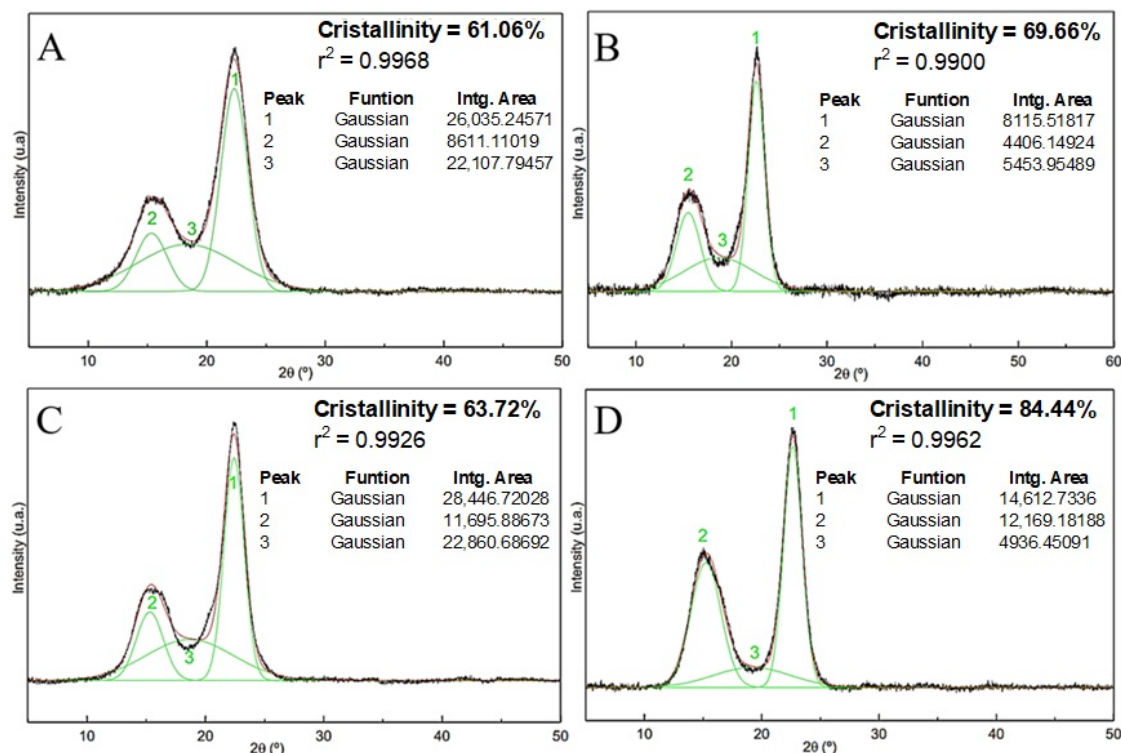 A
Cristallinity = 61.06%
r² = 0.9968
Peak Funtion Intg. Area
1 Gaussian 26,035.24571
2 Gaussian 8611.11019
3 Gaussian 22,107.79457
1
2
3
Intensity (u.a)
10 20 30 40 50
2θ (º)
B
Cristallinity = 69.66%
r² = 0.9900
Peak Funtion Intg. Area
1 Gaussian 8115.51817
2 Gaussian 4406.14924
3 Gaussian 5453.95489
1
2
3
Intensity (u.a.)
10 20 30 40 50 60
2θ (º)
C
Cristallinity = 63.72%
r² = 0.9926
Peak Funtion Intg. Area
1 Gaussian 28,446.72028
2 Gaussian 11,695.88673
3 Gaussian 22,860.68692
1
2
3
Intensity (u.a.)
10 20 30 40 50
2θ (º)
D
Cristallinity = 84.44%
r² = 0.9962
Peak Funtion Intg. Area
1 Gaussian 14,612.7336
2 Gaussian 12,169.18188
3 Gaussian 4936.45091
1
2
3
Intensity (u.a.)
10 20 30 40 50
2θ (º)